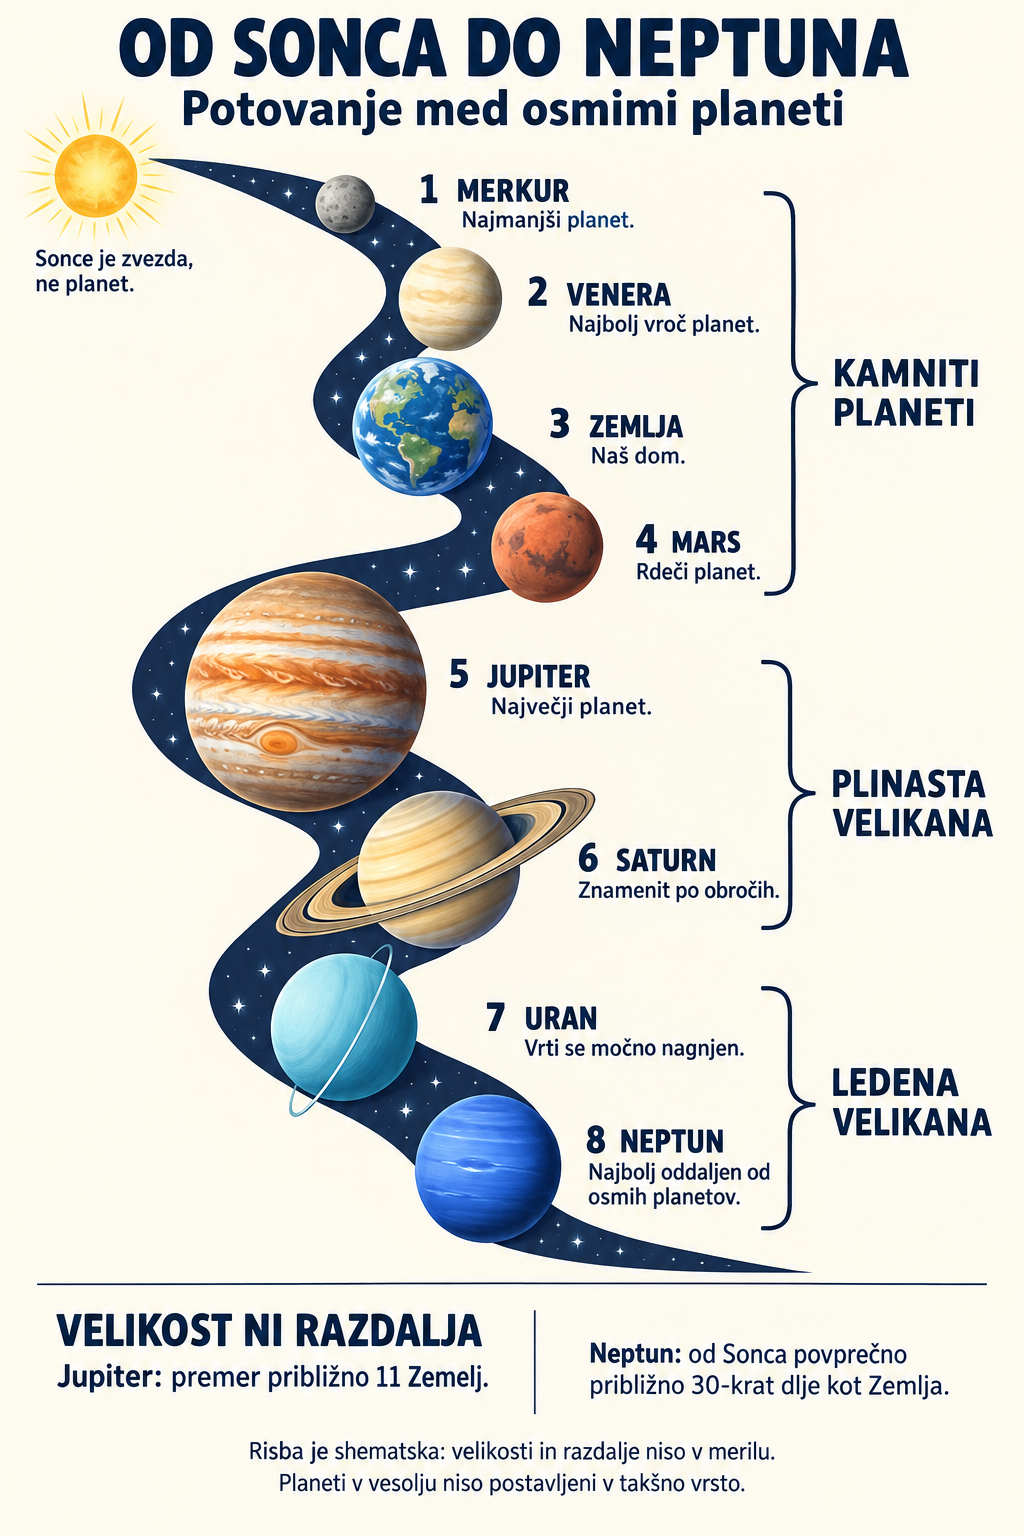 OD SONCA DO NEPTUNA
Potovanje med osmimi planeti
Sonce je zvezda,
ne planet.
1 MERKUR
Najmanjši planet.
2 VENERA
Najbolj vroč planet.
3 ZEMLJA
Naš dom.
4 MARS
Rdeči planet.
KAMNITI
PLANETI
5 JUPITER
Največji planet.
6 SATURN
Znamenit po obročih.
PLINASTA
VELIKANA
7 URAN
Vrti se močno nagnjen.
8 NEPTUN
Najbolj oddaljen od
osmih planetov.
LEDENA
VELIKANA
VELIKOST NI RAZDALJA
Jupiter: premer približno 11 Zemelj.
Neptun: od Sonca povprečno
približno 30-krat dlje kot Zemlja.
Risba je shematska: velikosti in razdalje niso v merilu.
Planeti v vesolju niso postavljeni v takšno vrsto.